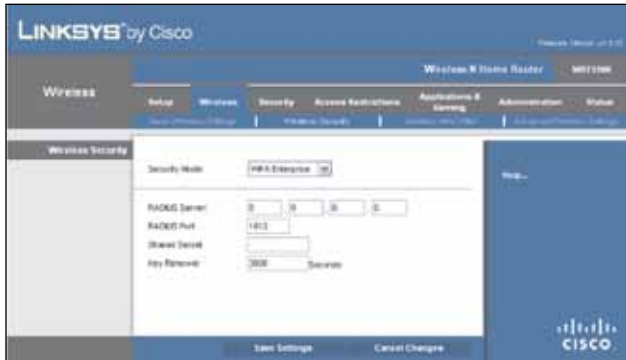 LINKSYS® by Cisco
Wireless-N Home Router
Wireless
Setup Wireless Security Access Restrictions Applications & Gaming Administration Status
Wireless Security
Wireless Security
Security Mode: WPA Enterprise
Help...
RADIUS Server: 0 . 0 . 0 . 0
RADIUS Port: 1812
Shared Secret:
Key Renewal: 3600 Seconds
Save Settings Cancel Changes
CISCO